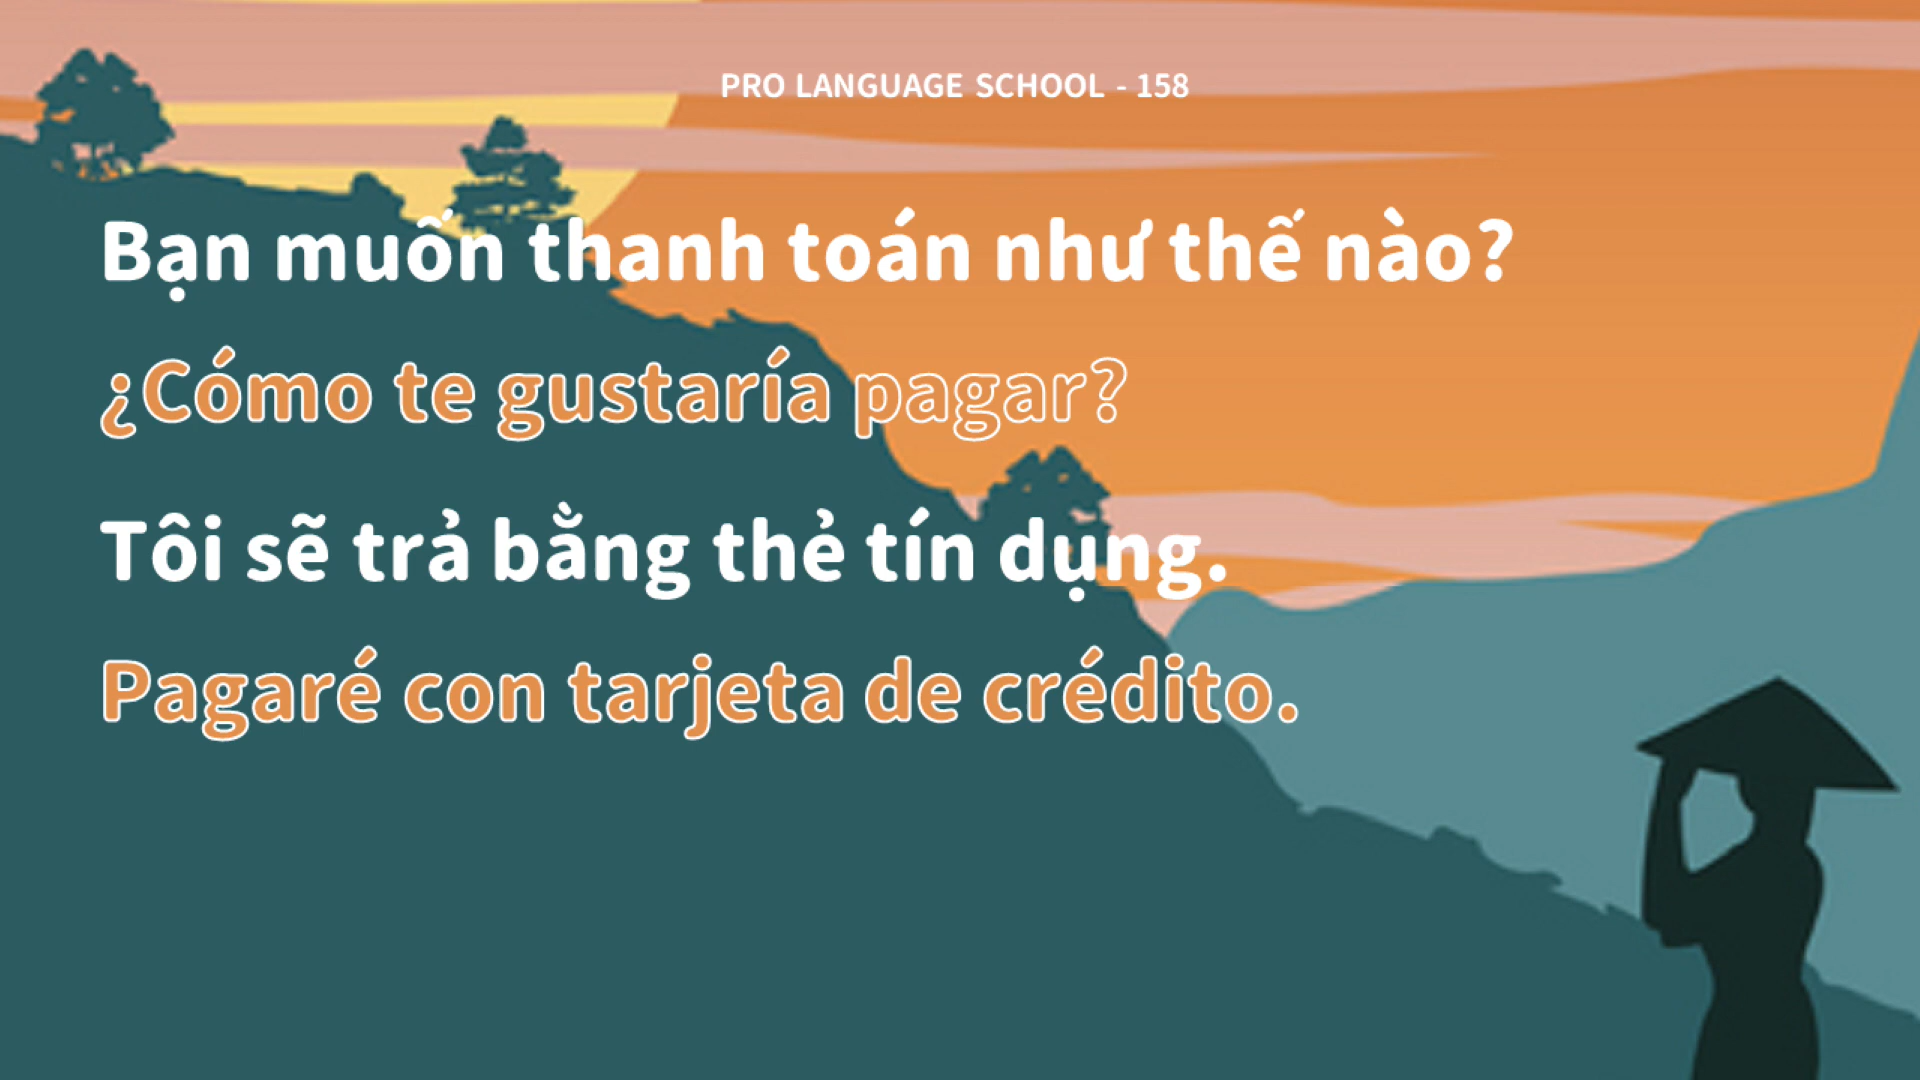 PRO LANGUAGE SCHOOL - 158
Bạn muốn thanh toán như thế nào?
¿Cómo te gustaría pagar?
Tôi sẽ trả bằng thẻ tín dụng.
Pagaré con tarjeta de crédito.